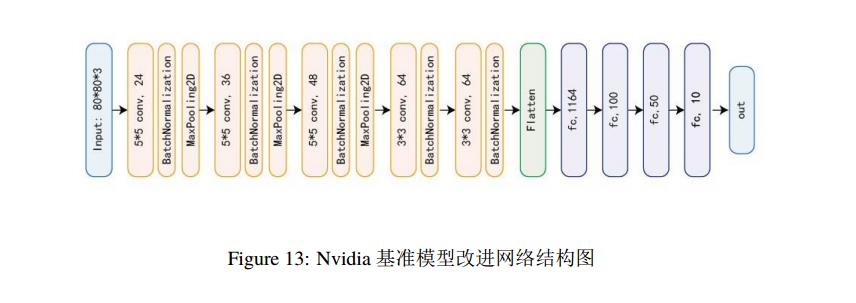 Input: 80*80*3
5*5 conv, 24
BatchNormalization
MaxPooling2D
5*5 conv, 36
BatchNormalization
MaxPooling2D
5*5 conv, 48
BatchNormalization
MaxPooling2D
3*3 conv, 64
BatchNormalization
3*3 conv, 64
BatchNormalization
Flatten
fc,1164
fc,100
fc,50
fc, 10
out
Figure 13: Nvidia 基准模型改进网络结构图